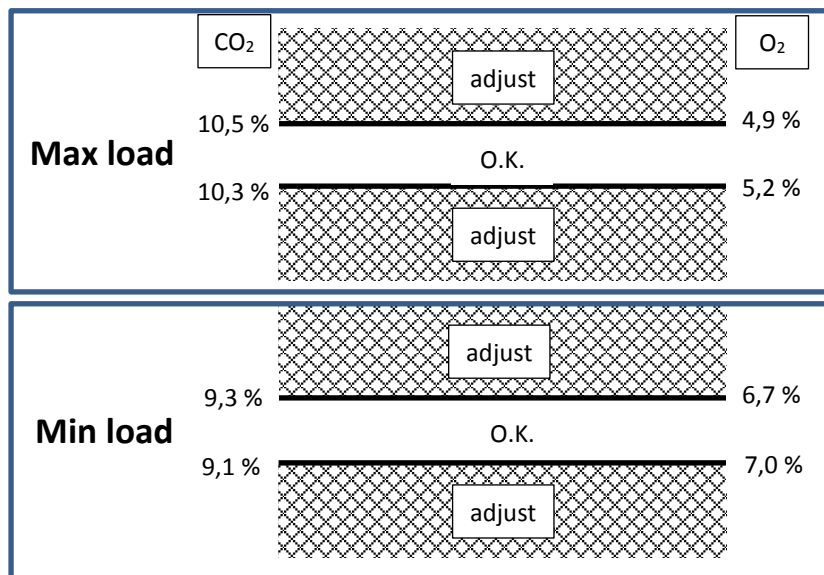 CO₂ O₂
adjust
10,5 % 4,9 %
Max load O.K.
10,3 % 5,2 %
adjust
adjust
9,3 % 6,7 %
Min load O.K.
9,1 % 7,0 %
adjust